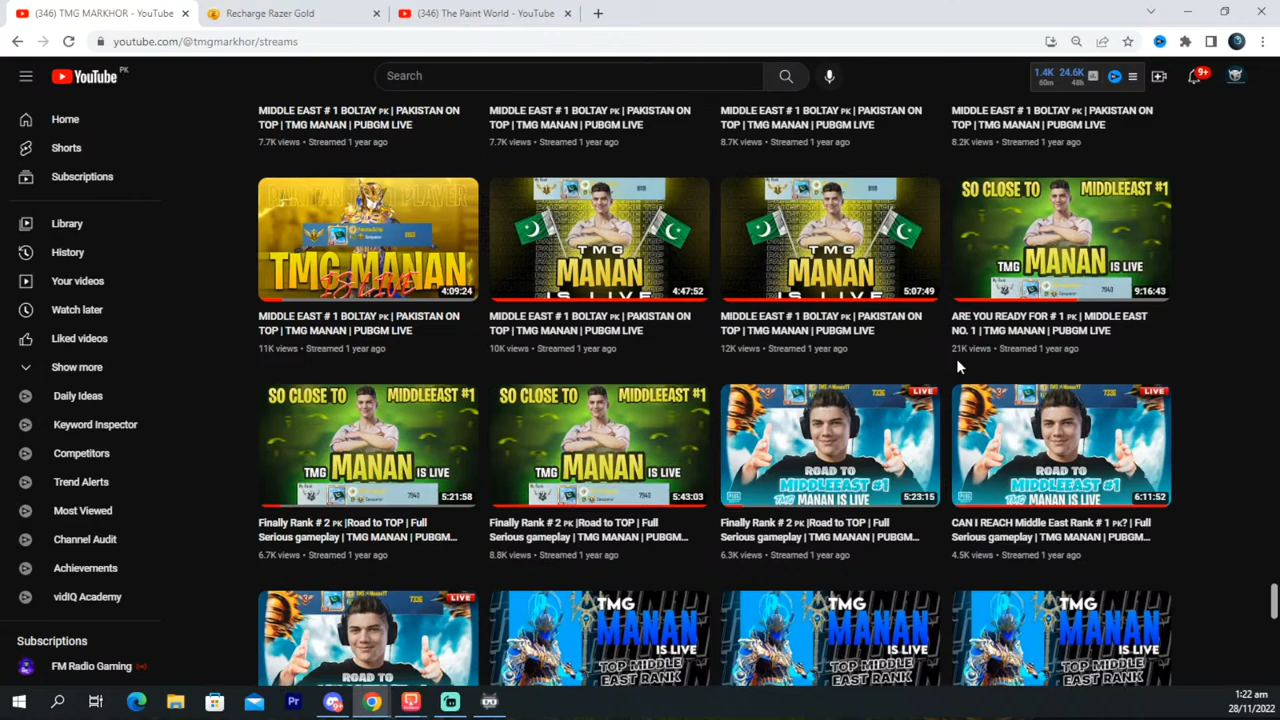 (346) TMG MARKHOR - YouTube
Recharge Razer Gold
(346) The Paint World - YouTube
youtube.com/@tmgmarkhor/streams
YouTube PK
Search
1.4K 24.6K
60m 48h
9+
Home
Shorts
Subscriptions
Library
History
Your videos
Watch later
Liked videos
Show more
Daily Ideas
Keyword Inspector
Competitors
Trend Alerts
Most Viewed
Channel Audit
Achievements
vidIQ Academy
Subscriptions
FM Radio Gaming
MIDDLE EAST # 1 BOLTAY PK | PAKISTAN ON
TOP | TMG MANAN | PUBGM LIVE
7.7K views • Streamed 1 year ago
MIDDLE EAST # 1 BOLTAY PK | PAKISTAN ON
TOP | TMG MANAN | PUBGM LIVE
7.7K views • Streamed 1 year ago
MIDDLE EAST # 1 BOLTAY PK | PAKISTAN ON
TOP | TMG MANAN | PUBGM LIVE
8.7K views • Streamed 1 year ago
MIDDLE EAST # 1 BOLTAY PK | PAKISTAN ON
TOP | TMG MANAN | PUBGM LIVE
8.2K views • Streamed 1 year ago
TMG MANAN
IS LIVE
4:09:24
MIDDLE EAST # 1 BOLTAY PK | PAKISTAN ON
TOP | TMG MANAN | PUBGM LIVE
11K views • Streamed 1 year ago
TMG
MANAN
IS LIVE
4:47:52
MIDDLE EAST # 1 BOLTAY PK | PAKISTAN ON
TOP | TMG MANAN | PUBGM LIVE
10K views • Streamed 1 year ago
TMG
MANAN
IS LIVE
5:07:49
MIDDLE EAST # 1 BOLTAY PK | PAKISTAN ON
TOP | TMG MANAN | PUBGM LIVE
12K views • Streamed 1 year ago
SO CLOSE TO MIDDLEEAST #1
TMG MANAN IS LIVE
7940
9:16:43
ARE YOU READY FOR # 1 PK | MIDDLE EAST
NO. 1 | TMG MANAN | PUBGM LIVE
21K views • Streamed 1 year ago
SO CLOSE TO MIDDLEEAST #1
TMG MANAN IS LIVE
7940
5:21:58
Finally Rank # 2 PK |Road to TOP | Full
Serious gameplay | TMG MANAN | PUBGM...
6.7K views • Streamed 1 year ago
SO CLOSE TO MIDDLEEAST #1
TMG MANAN IS LIVE
7940
5:43:03
Finally Rank # 2 PK |Road to TOP | Full
Serious gameplay | TMG MANAN | PUBGM...
8.8K views • Streamed 1 year ago
7336
LIVE
ROAD TO
MIDDLEEAST #1
TMG MANAN IS LIVE
5:23:15
Finally Rank # 2 PK |Road to TOP | Full
Serious gameplay | TMG MANAN | PUBGM...
6.3K views • Streamed 1 year ago
7336
LIVE
ROAD TO
MIDDLEEAST #1
TMG MANAN IS LIVE
6:11:52
CAN I REACH Middle East Rank # 1 PK? | Full
Serious gameplay | TMG MANAN | PUBGM...
4.5K views • Streamed 1 year ago
7336
LIVE
ROAD TO
TMG
MANAN
IS LIVE
TOP MIDDLE
EAST RANK
TMG
MANAN
IS LIVE
TOP MIDDLE
EAST RANK
TMG
MANAN
IS LIVE
TOP MIDDLE
EAST RANK
Pr
1:22 am
28/11/2022